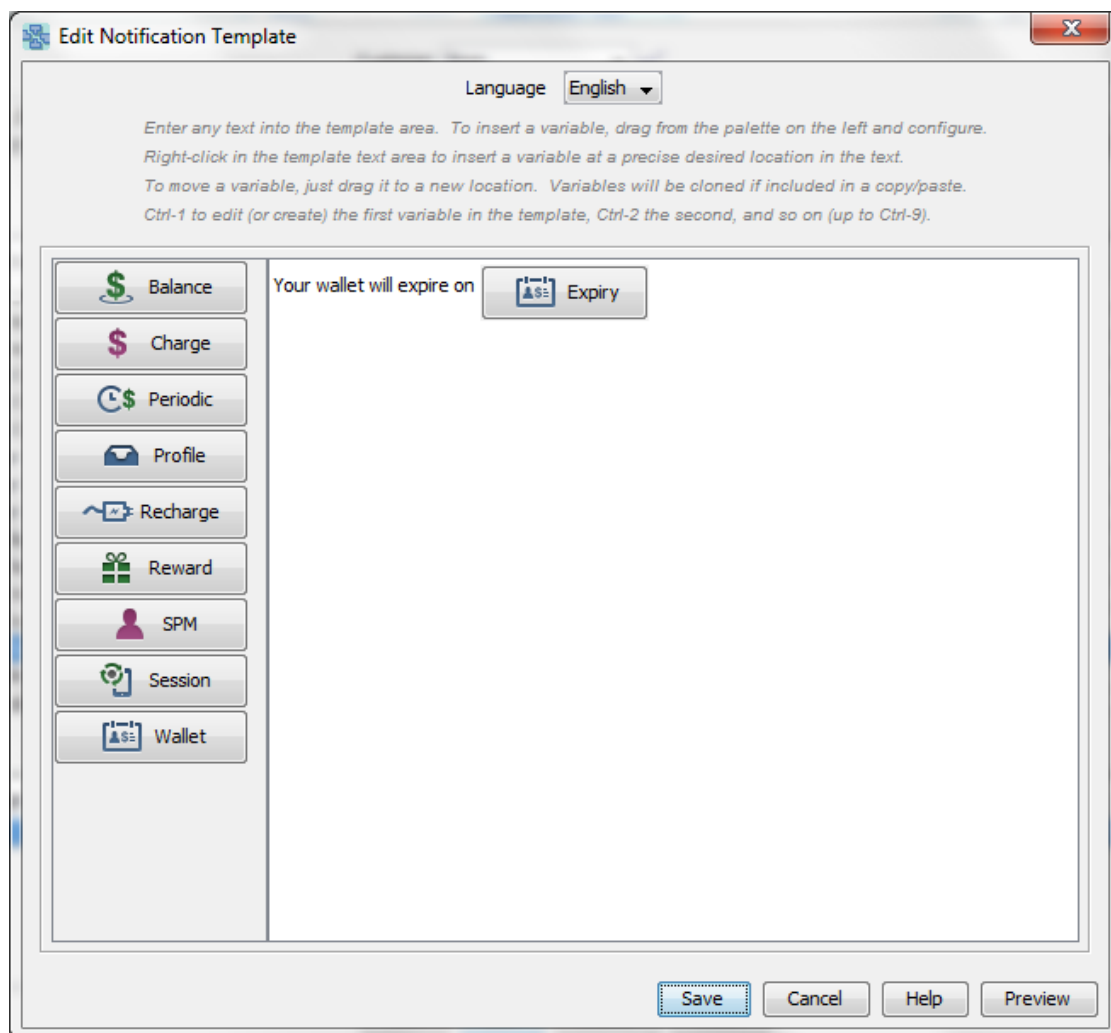 Edit Notification Template
Language English
Enter any text into the template area. To insert a variable, drag from the palette on the left and configure.
Right-click in the template text area to insert a variable at a precise desired location in the text.
To move a variable, just drag it to a new location. Variables will be cloned if included in a copy/paste.
Ctrl-1 to edit (or create) the first variable in the template, Ctrl-2 the second, and so on (up to Ctrl-9).
Balance
Your wallet will expire on Expiry
Charge
Periodic
Profile
Recharge
Reward
SPM
Session
Wallet
Save Cancel Help Preview